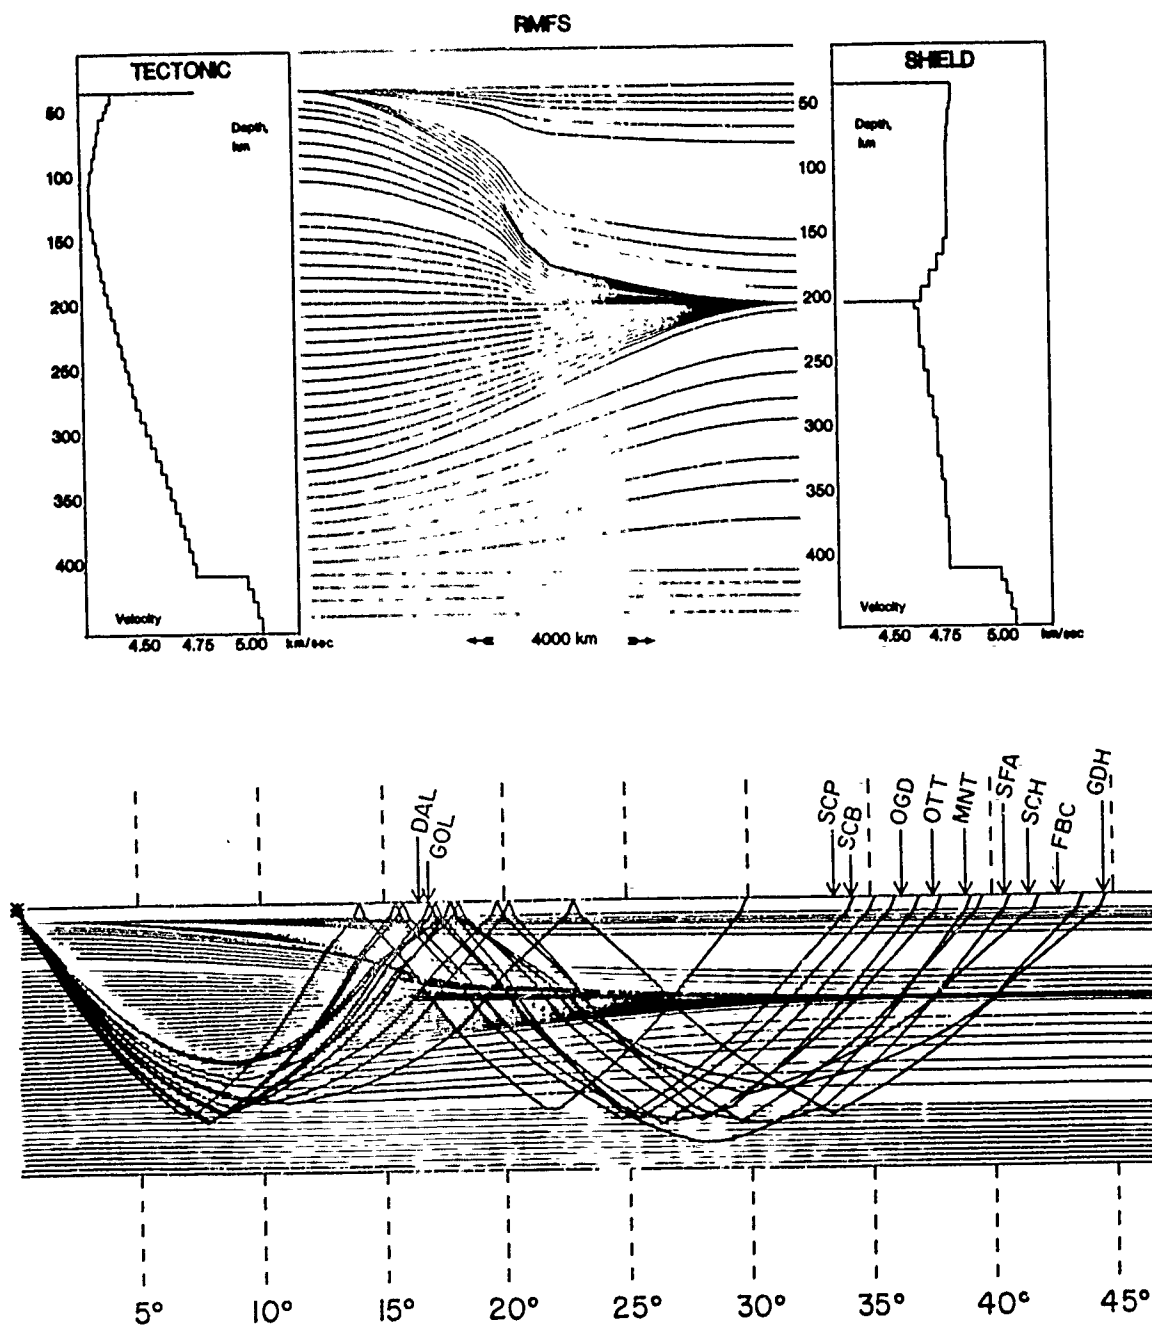 RMFS
TECTONIC
50
100
150
200
250
300
350
400
Depth,
km
Velocity
4.50 4.75 5.00 km/sec
4000 km
SHIELD
50
100
150
200
250
300
350
400
Depth,
km
Velocity
4.50 4.75 5.00 km/sec
DAL
GOL
SCP
SCB
OGD
OTT
MNT
SFA
SCH
FBC
GDH
5° 10° 15° 20° 25° 30° 35° 40° 45°